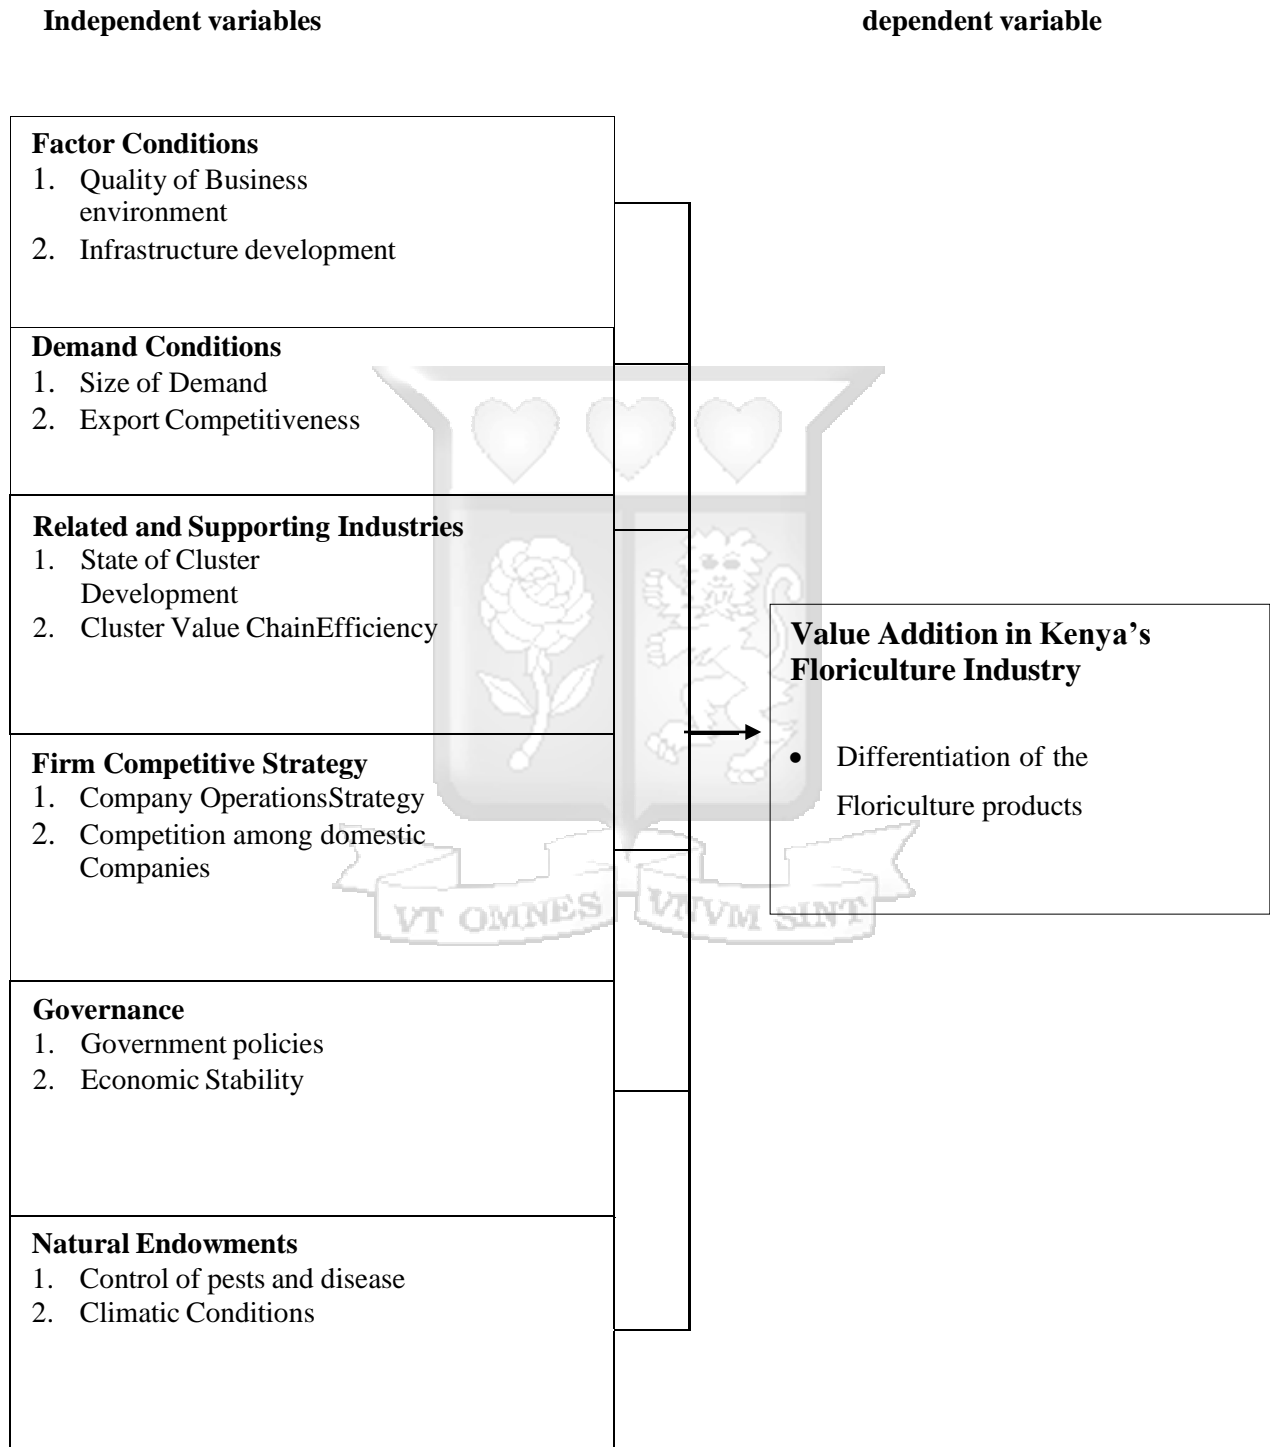 Independent variables
dependent variable
Factor Conditions
1. Quality of Business
environment
2. Infrastructure development
Demand Conditions
1. Size of Demand
2. Export Competitiveness
Related and Supporting Industries
1. State of Cluster
Development
2. Cluster Value ChainEfficiency
Firm Competitive Strategy
1. Company OperationsStrategy
2. Competition among domestic
Companies
Governance
1. Government policies
2. Economic Stability
Natural Endowments
1. Control of pests and disease
2. Climatic Conditions
Value Addition in Kenya’s
Floriculture Industry
• Differentiation of the
Floriculture products
VT OMNES VNVM SINT